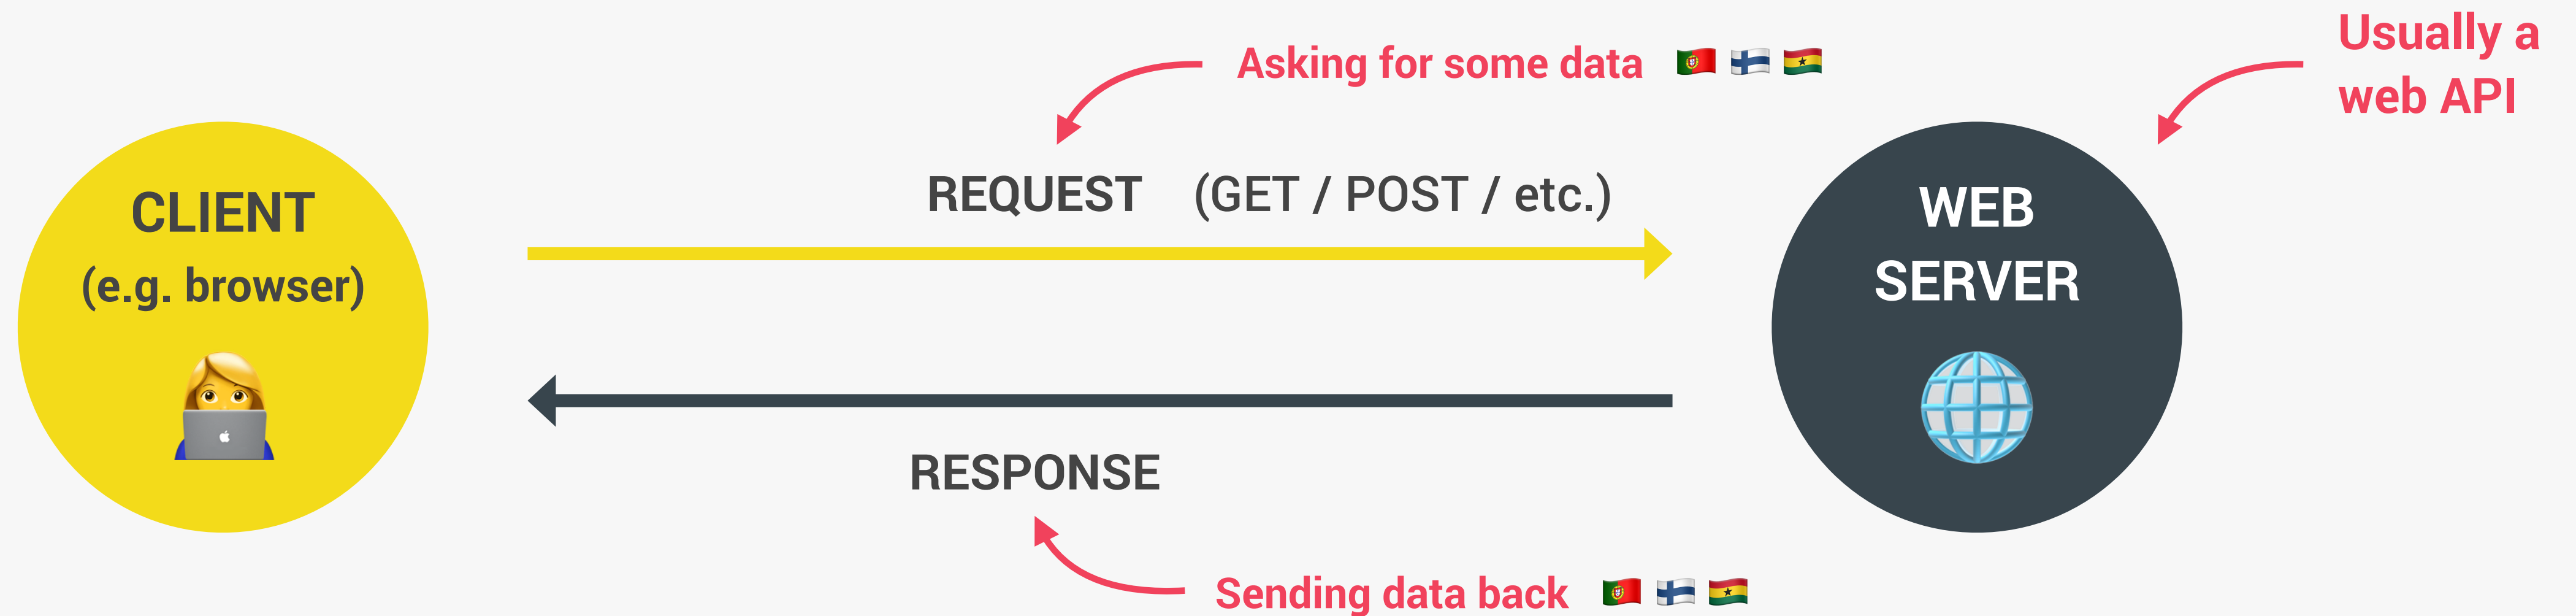 Usually a
web API
Asking for some data 🇵🇹 🇫🇮 🇬🇭
REQUEST (GET / POST / etc.)
CLIENT
(e.g. browser)
WEB
SERVER
RESPONSE
Sending data back 🇵🇹 🇫🇮 🇬🇭